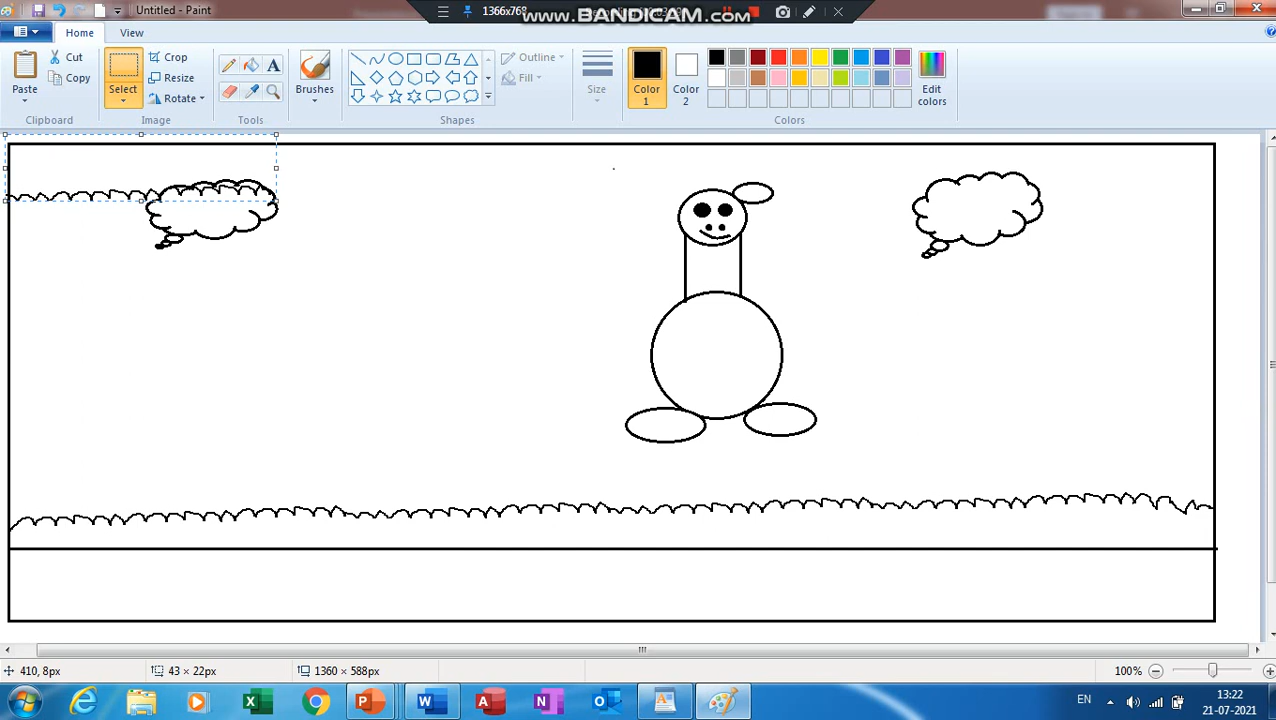 Untitled - Paint
1366x768
www.BANDICAM.com
Home
View
Paste
Cut
Copy
Clipboard
Select
Crop
Resize
Rotate
Image
Tools
Brushes
Shapes
Outline
Fill
Size
Color
1
Color
2
Edit
colors
Colors
410, 8px
43 × 22px
1360 × 588px
100%
EN
13:22
21-07-2021